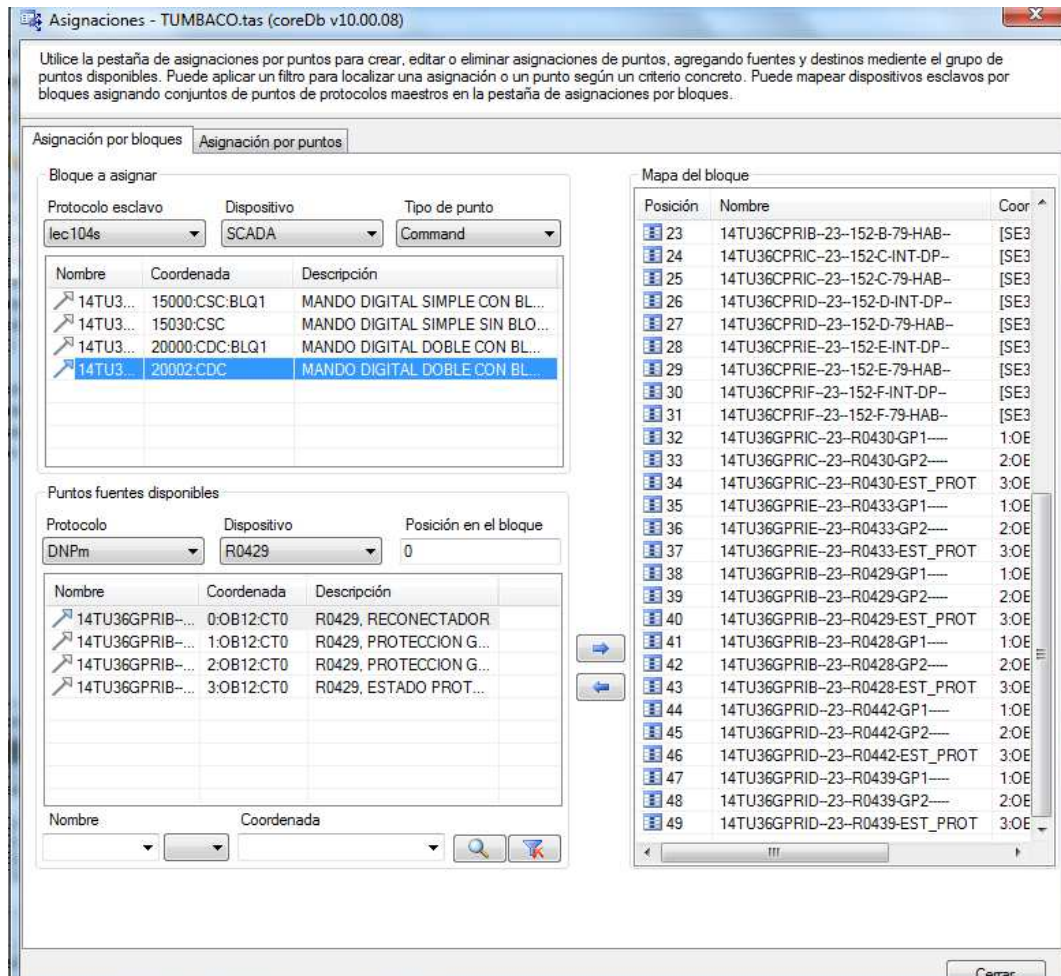 Asignaciones - TUMBACO.tas (coreDb v10.00.08)
Utilice la pestaña de asignaciones por puntos para crear, editar o eliminar asignaciones de puntos, agregando fuentes y destinos mediante el grupo de
puntos disponibles. Puede aplicar un filtro para localizar una asignación o un punto según un criterio concreto. Puede mapear dispositivos esclavos por
bloques asignando conjuntos de puntos de protocolos maestros en la pestaña de asignaciones por bloques.
Asignación por bloques Asignación por puntos
Bloque a asignar
Protocolo esclavo Dispositivo Tipo de punto
Iec104s SCADA Command
Nombre Coordenada Descripción
14TU3... 15000:CSC:BLQ1 MANDO DIGITAL SIMPLE CON BL...
14TU3... 15030:CSC MANDO DIGITAL SIMPLE SIN BLO...
14TU3... 20000:CDC:BLQ1 MANDO DIGITAL DOBLE CON BL...
14TU3... 20002:CDC MANDO DIGITAL DOBLE CON BL...
Puntos fuentes disponibles
Protocolo Dispositivo Posición en el bloque
DNPm R0429 0
Nombre Coordenada Descripción
14TU36GPRIB--... 0:OB12:CT0 R0429, RECONECTADOR
14TU36GPRIB--... 1:OB12:CT0 R0429, PROTECCION G...
14TU36GPRIB--... 2:OB12:CT0 R0429, PROTECCION G...
14TU36GPRIB--... 3:OB12:CT0 R0429, ESTADO PROT...
Nombre Coordenada
Mapa del bloque
Posición Nombre Coor
23 14TU36CPRIB--23--152-B-79-HAB-- [SE3
24 14TU36CPRIC--23--152-C-INT-DP-- [SE3
25 14TU36CPRIC--23--152-C-79-HAB-- [SE3
26 14TU36CPRID--23--152-D-INT-DP-- [SE3
27 14TU36CPRID--23--152-D-79-HAB-- [SE3
28 14TU36CPRIE--23--152-E-INT-DP-- [SE3
29 14TU36CPRIE--23--152-E-79-HAB-- [SE3
30 14TU36CPRIF--23--152-F-INT-DP-- [SE3
31 14TU36CPRIF--23--152-F-79-HAB-- [SE3
32 14TU36GPRIC--23--R0430-GP1----- 1:OE
33 14TU36GPRIC--23--R0430-GP2----- 2:OE
34 14TU36GPRIC--23--R0430-EST_PROT 3:OE
35 14TU36GPRIE--23--R0433-GP1----- 1:OE
36 14TU36GPRIE--23--R0433-GP2----- 2:OE
37 14TU36GPRIE--23--R0433-EST_PROT 3:OE
38 14TU36GPRIB--23--R0429-GP1----- 1:OE
39 14TU36GPRIB--23--R0429-GP2----- 2:OE
40 14TU36GPRIB--23--R0429-EST_PROT 3:OE
41 14TU36GPRIB--23--R0428-GP1----- 1:OE
42 14TU36GPRIB--23--R0428-GP2----- 2:OE
43 14TU36GPRIB--23--R0428-EST_PROT 3:OE
44 14TU36GPRID--23--R0442-GP1----- 1:OE
45 14TU36GPRID--23--R0442-GP2----- 2:OE
46 14TU36GPRID--23--R0442-EST_PROT 3:OE
47 14TU36GPRID--23--R0439-GP1----- 1:OE
48 14TU36GPRID--23--R0439-GP2----- 2:OE
49 14TU36GPRID--23--R0439-EST_PROT 3:OE
Cerrar